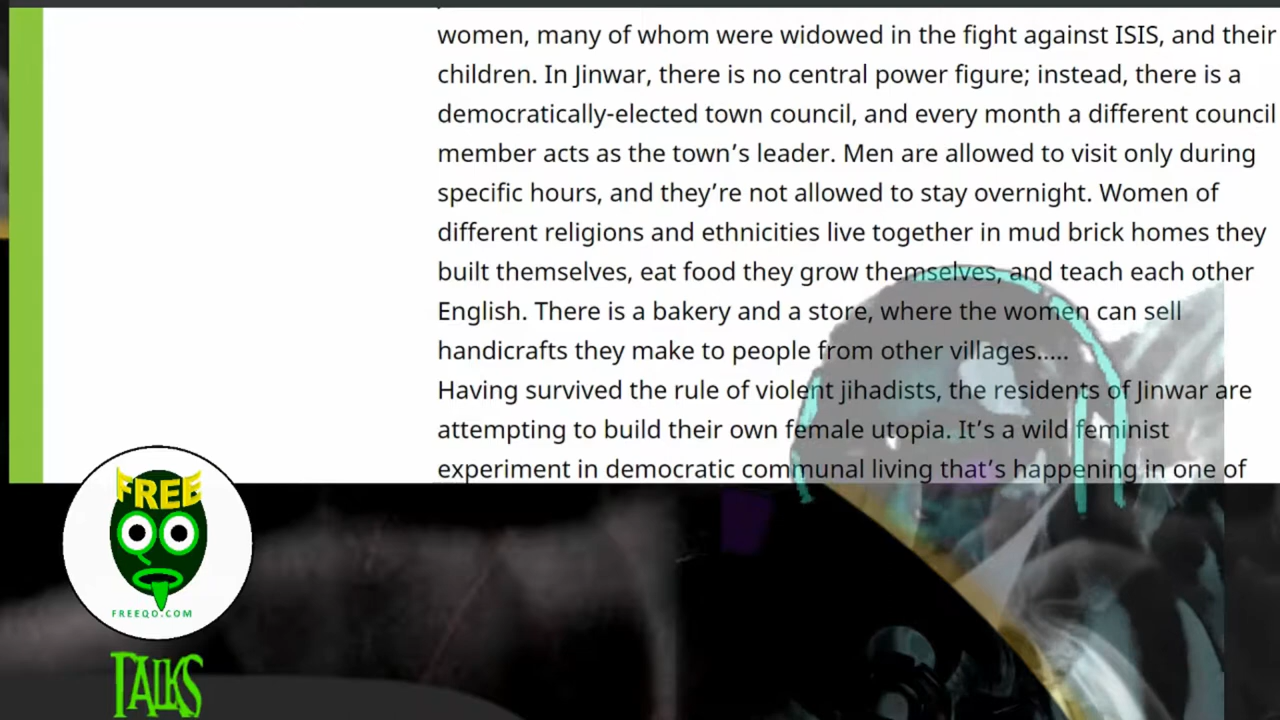 women, many of whom were widowed in the fight against ISIS, and their
children. In Jinwar, there is no central power figure; instead, there is a
democratically-elected town council, and every month a different council
member acts as the town’s leader. Men are allowed to visit only during
specific hours, and they’re not allowed to stay overnight. Women of
different religions and ethnicities live together in mud brick homes they
built themselves, eat food they grow themselves, and teach each other
English. There is a bakery and a store, where the women can sell
handicrafts they make to people from other villages.....
Having survived the rule of violent jihadists, the residents of Jinwar are
attempting to build their own female utopia. It’s a wild feminist
experiment in democratic communal living that’s happening in one of
FREE
FREEQO.COM
TALKS